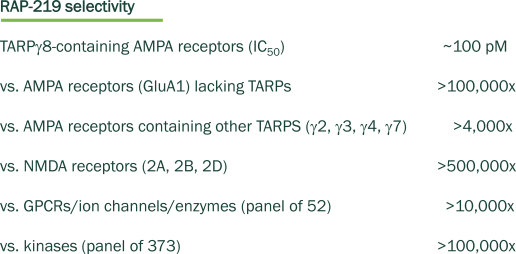 RAP-219 selectivity
TARPγ8-containing AMPA receptors (IC50) ~100 pM
vs. AMPA receptors (GluA1) lacking TARPs >100,000x
vs. AMPA receptors containing other TARPS (γ2, γ3, γ4, γ7) >4,000x
vs. NMDA receptors (2A, 2B, 2D) >500,000x
vs. GPCRs/ion channels/enzymes (panel of 52) >10,000x
vs. kinases (panel of 373) >100,000x